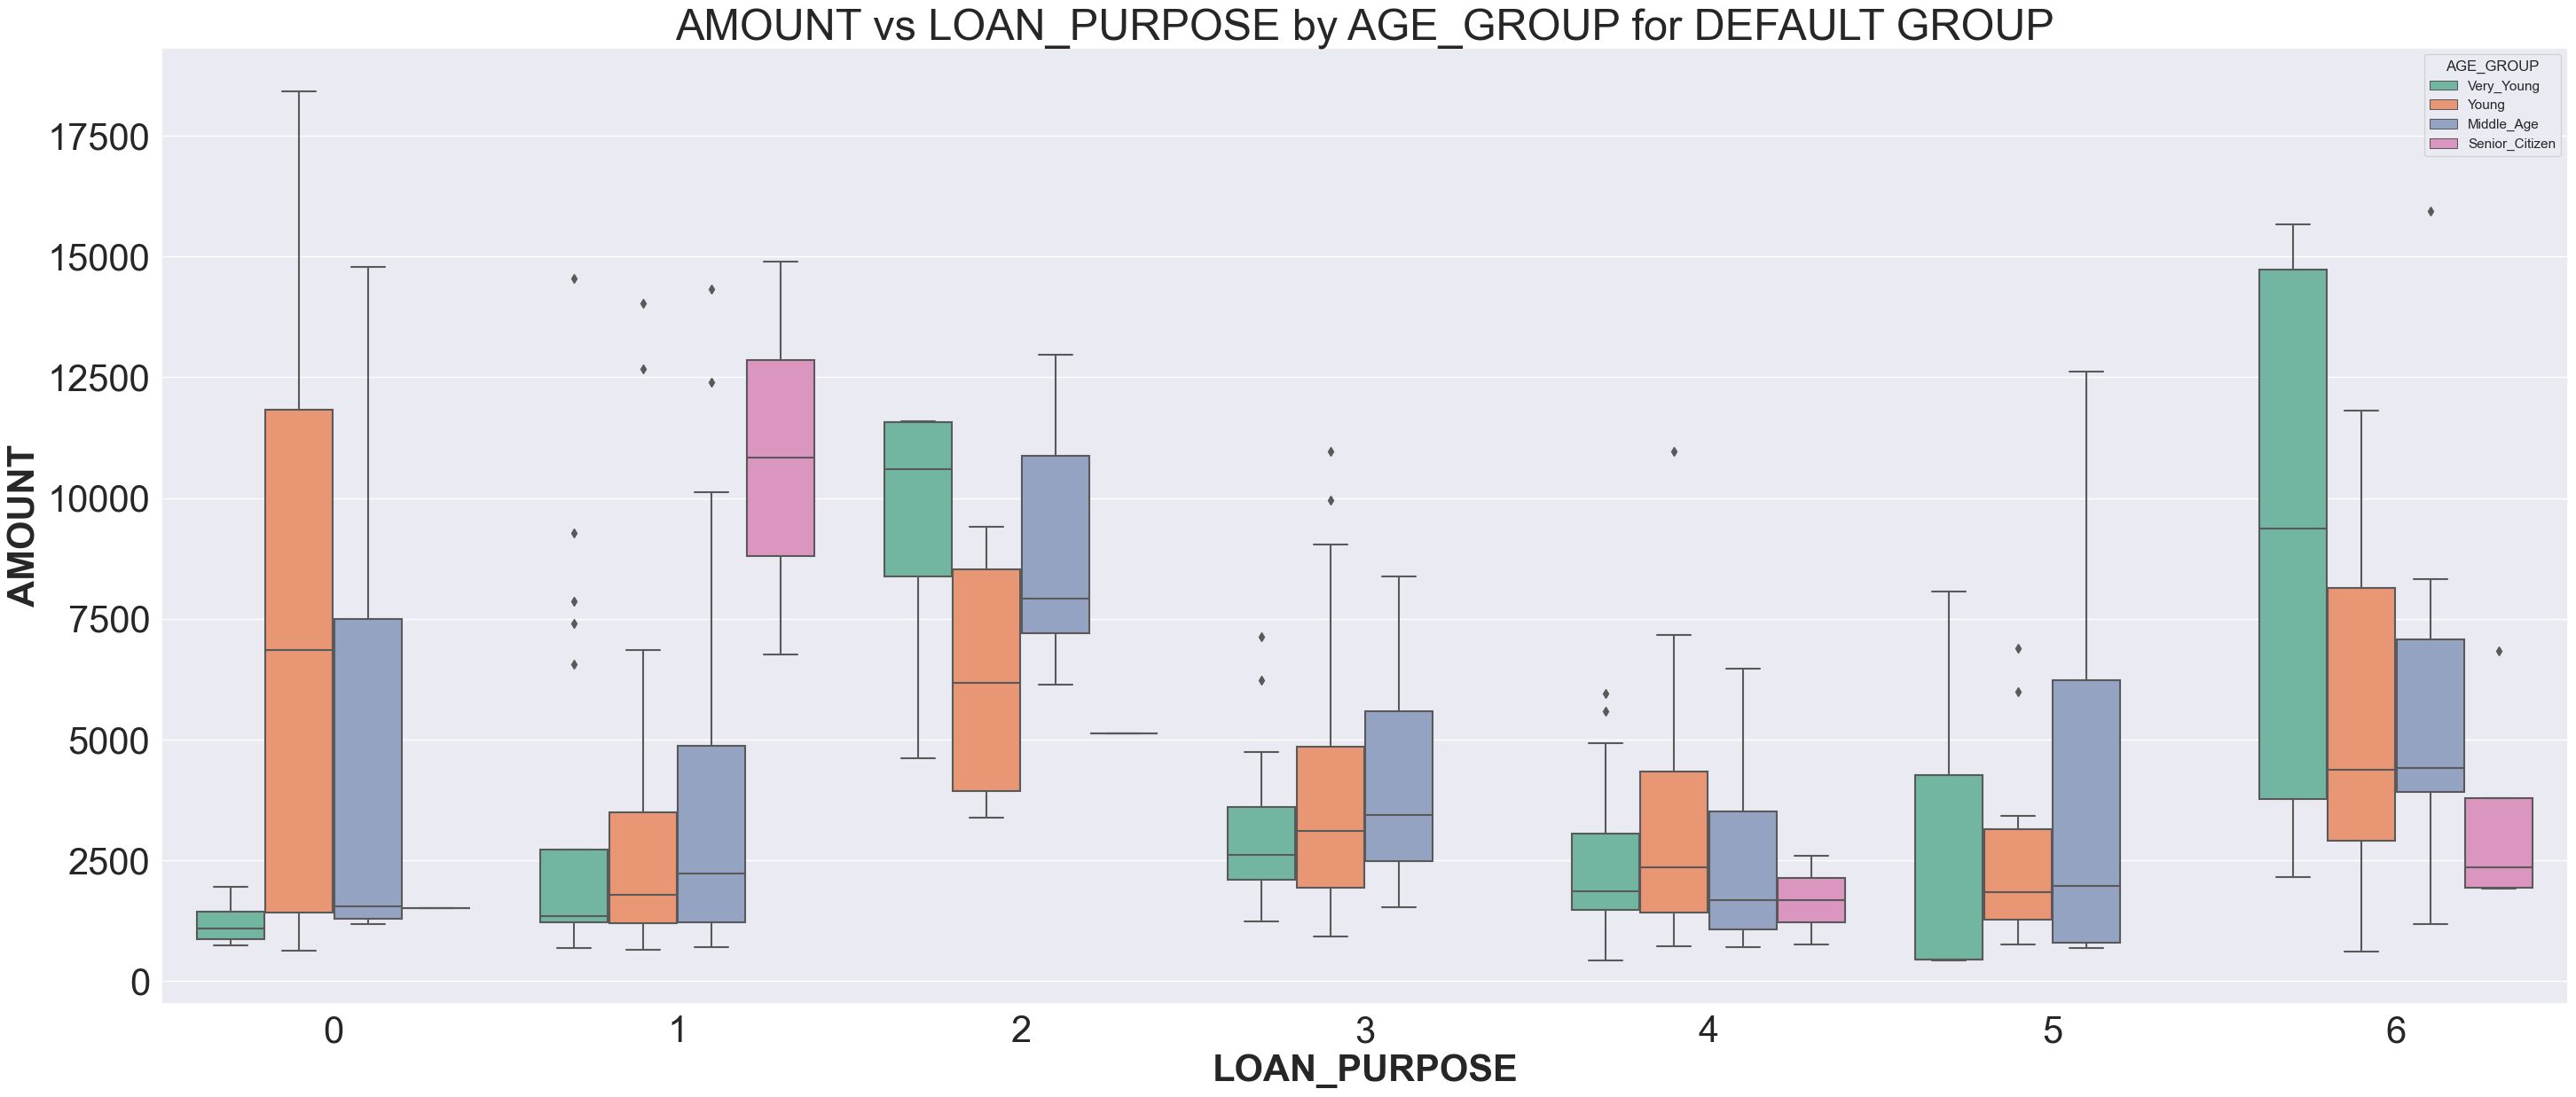 AMOUNT vs LOAN_PURPOSE by AGE_GROUP for DEFAULT GROUP
AGE_GROUP
Very_Young
Young
Middle_Age
Senior_Citizen
AMOUNT
17500
15000
12500
10000
7500
5000
2500
0
0 1 2 3 4 5 6
LOAN_PURPOSE